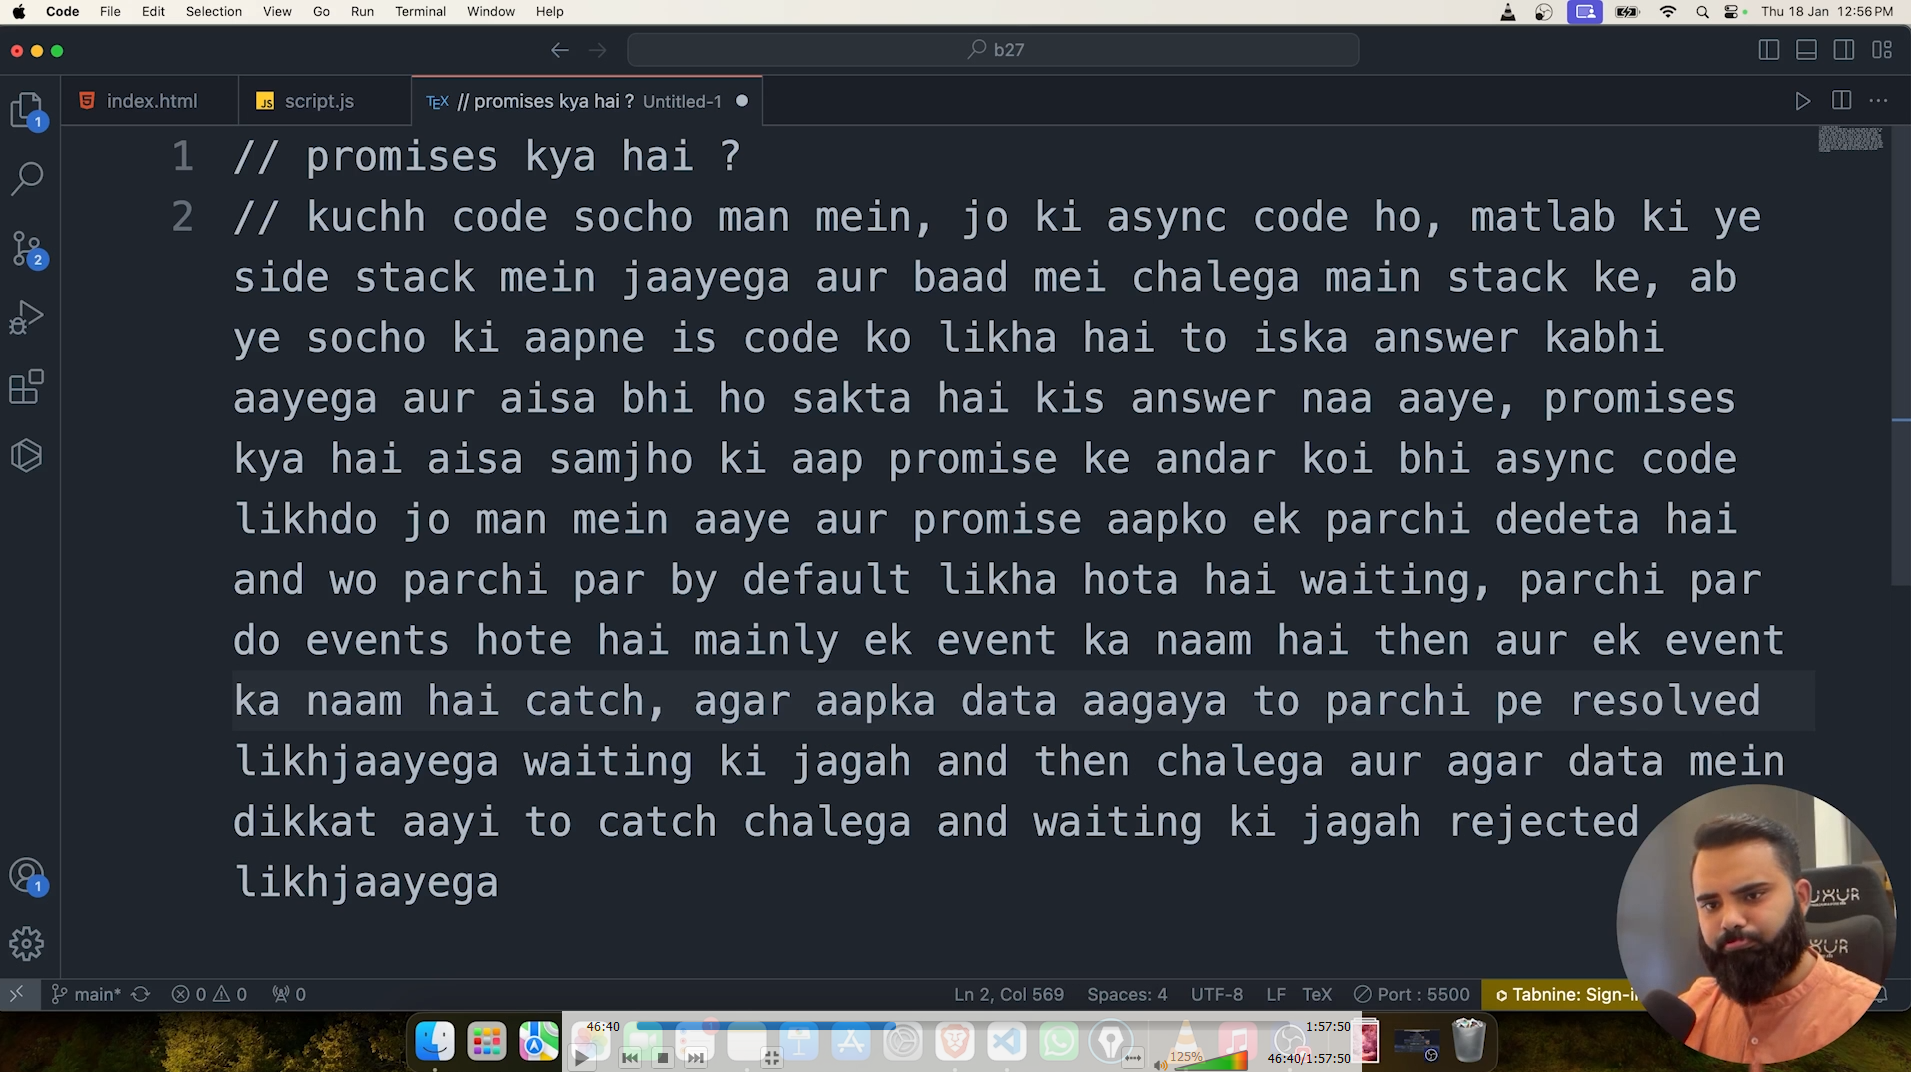 Code File Edit Selection View Go Run Terminal Window Help Thu 18 Jan 12:56 PM
b27
index.html script.js // promises kya hai ? Untitled-1
1 // promises kya hai ?
2 // kuchh code socho man mein, jo ki async code ho, matlab ki ye
side stack mein jaayega aur baad mei chalega main stack ke, ab
ye socho ki aapne is code ko likha hai to iska answer kabhi
aayega aur aisa bhi ho sakta hai kis answer naa aaye, promises
kya hai aisa samjho ki aap promise ke andar koi bhi async code
likhdo jo man mein aaye aur promise aapko ek parchi dedeta hai
and wo parchi par by default likha hota hai waiting, parchi par
do events hote hai mainly ek event ka naam hai then aur ek event
ka naam hai catch, agar aapka data aagaya to parchi pe resolved
likhjaayega waiting ki jagah and then chalega aur agar data mein
dikkat aayi to catch chalega and waiting ki jagah rejected
likhjaayega
main* 0 0 0 Ln 2, Col 569 Spaces: 4 UTF-8 LF TeX Port : 5500 Tabnine: Sign-i
46:40 1:57:50
125% 46:40/1:57:50